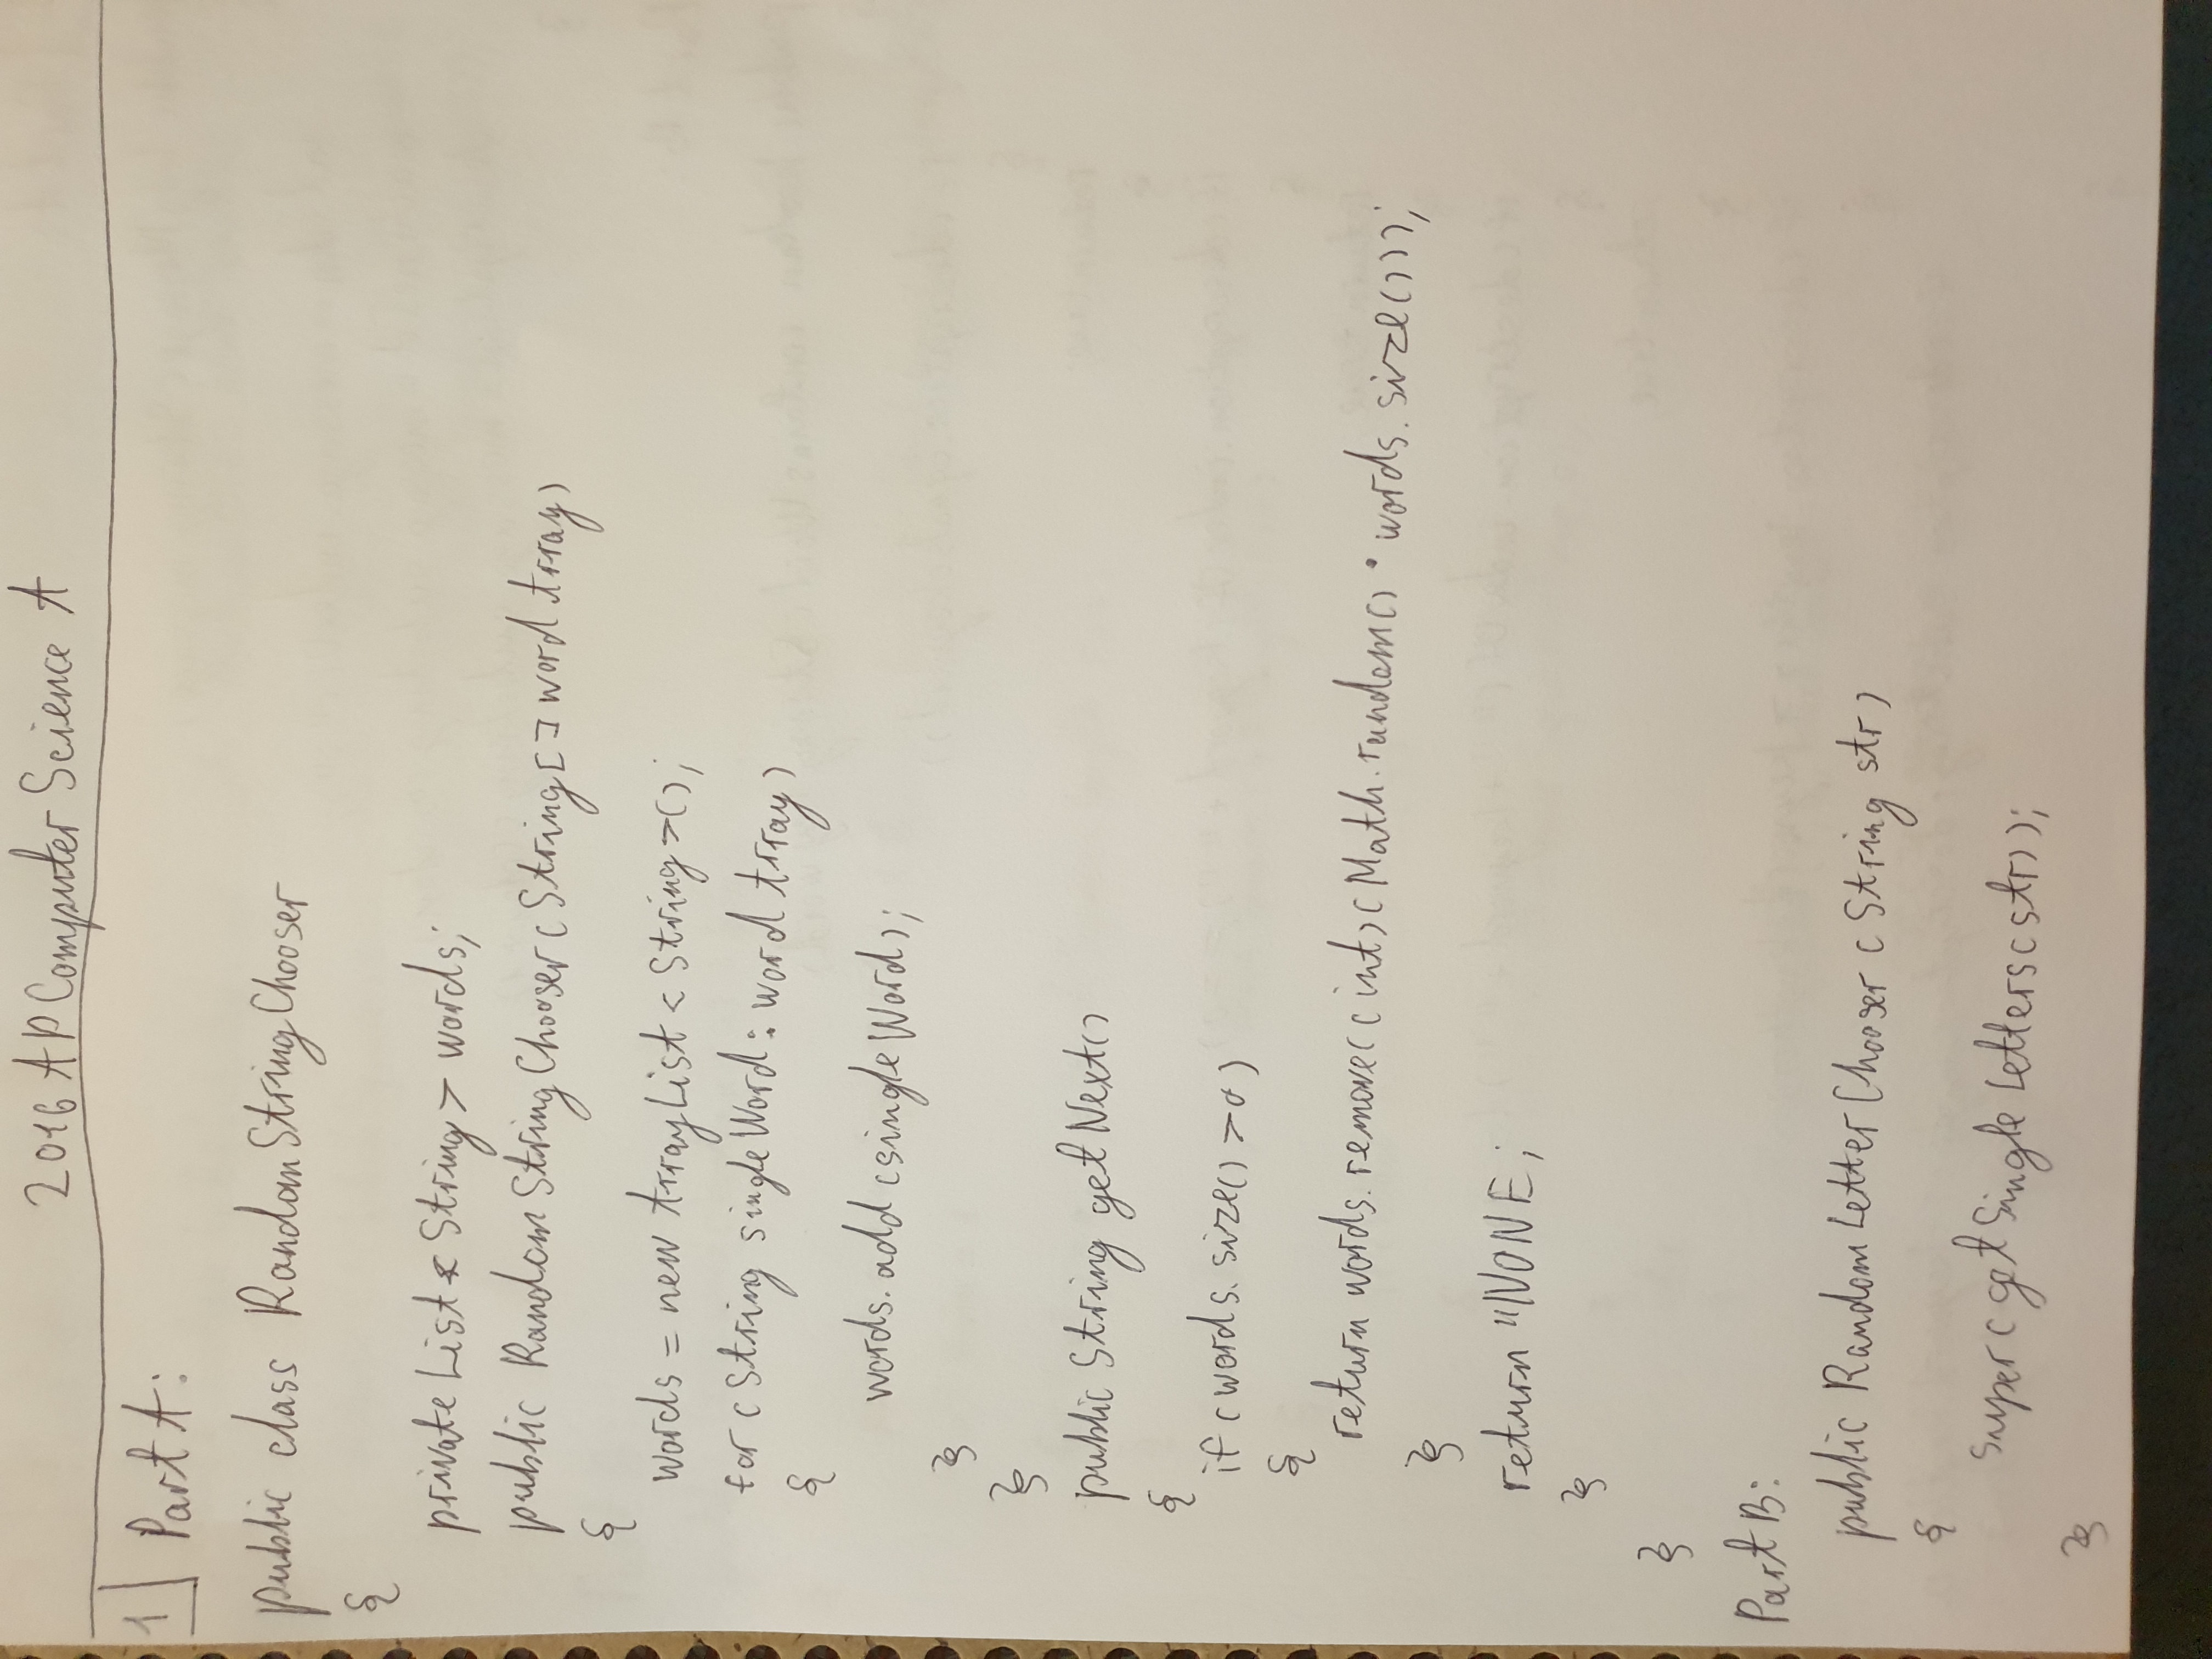 2016 AP Computer Science A
1 Part A:
public class RandomStringChooser
{
private List < String > words;
public RandomStringChooser (String[] wordArray)
{
words = new ArrayList < String >();
for (String singleWord : wordArray)
{
words.add (singleWord);
}
}
public String getNext()
{
if (words.size() > 0)
{
return words.remove((int)(Math.random() * words.size()));
}
return "NONE;
}
}
Part B:
public RandomLetterChooser (String str)
{
super (getSingleLetters(str));
}